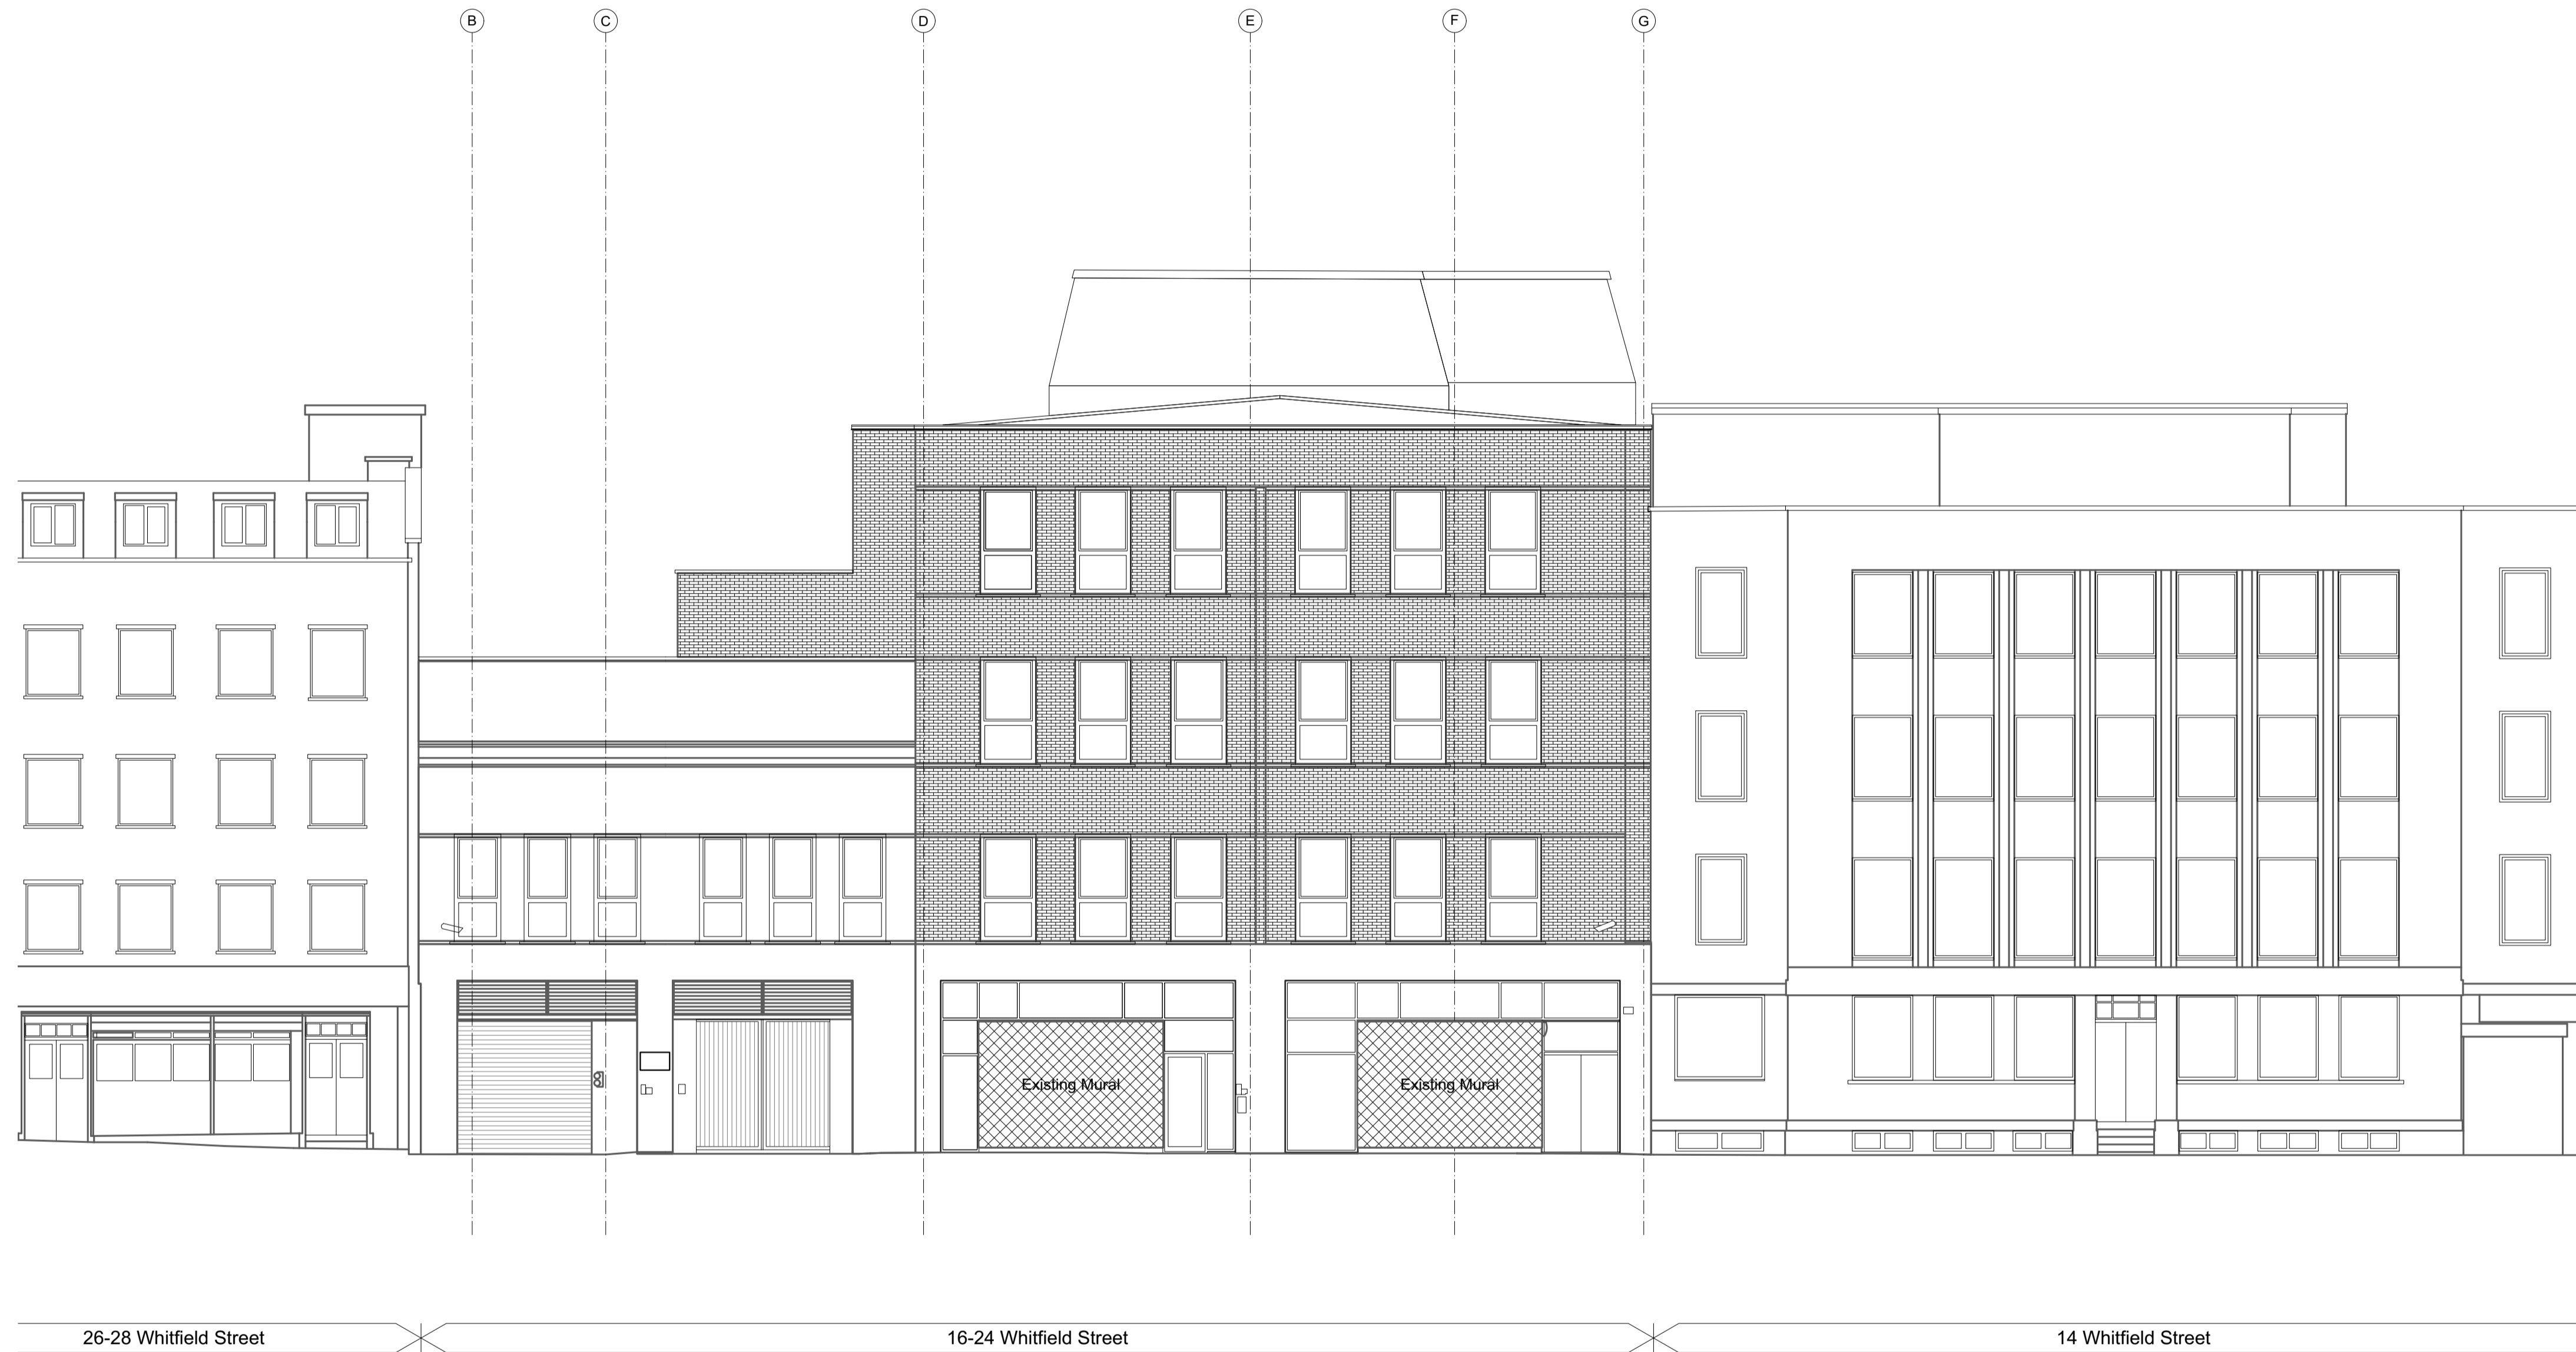 B
C
D
E
F
G
Existing Mural
Existing Mural
26-28 Whitfield Street
16-24 Whitfield Street
14 Whitfield Street